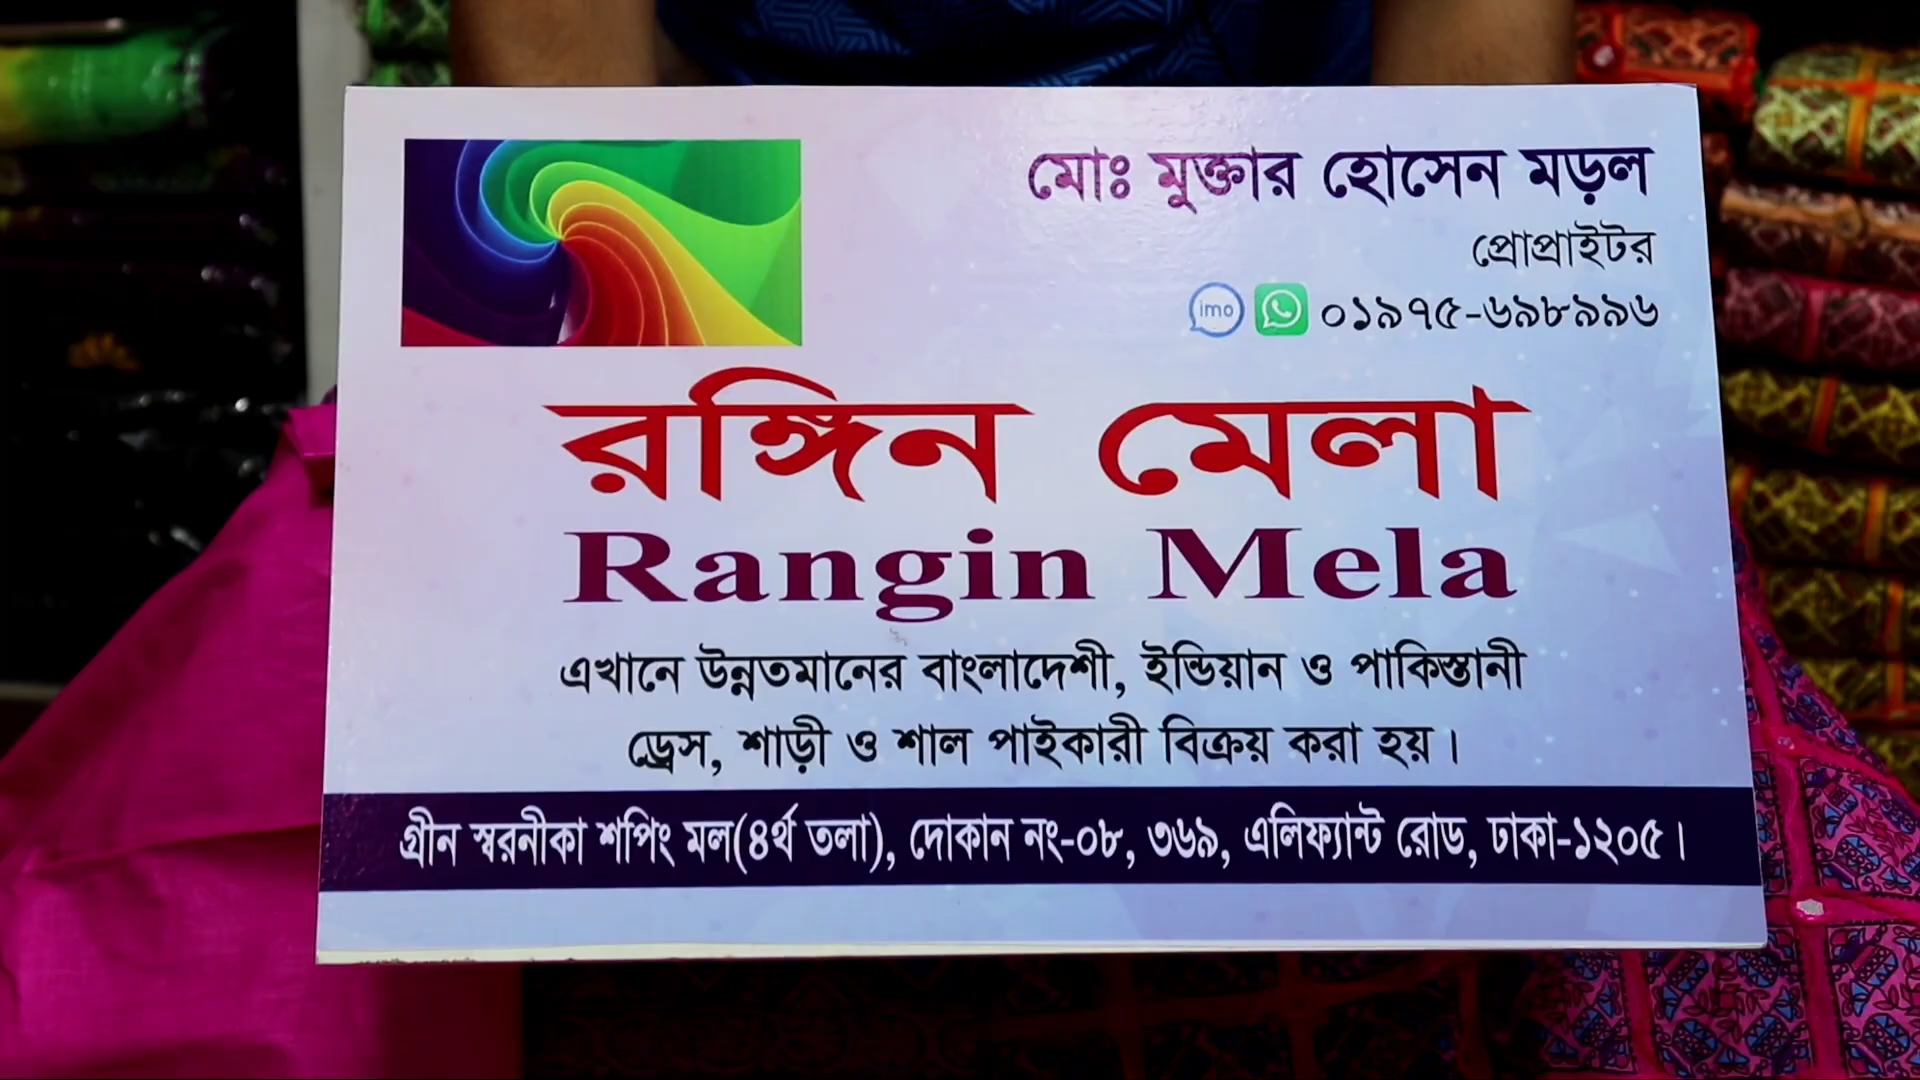 মোঃ মুক্তার হোসেন মড়ল
প্রোপ্রাইটর
imo ০১৯৭৫-৬৯৮৯৯৬
রঙ্গিন মেলা
Rangin Mela
এখানে উন্নতমানের বাংলাদেশী, ইন্ডিয়ান ও পাকিস্তানী
ড্রেস, শাড়ী ও শাল পাইকারী বিক্রয় করা হয়।
গ্রীন স্বরনীকা শপিং মল(৪র্থ তলা), দোকান নং-০৮, ৩৬৯, এলিফ্যান্ট রোড, ঢাকা-১২০৫।